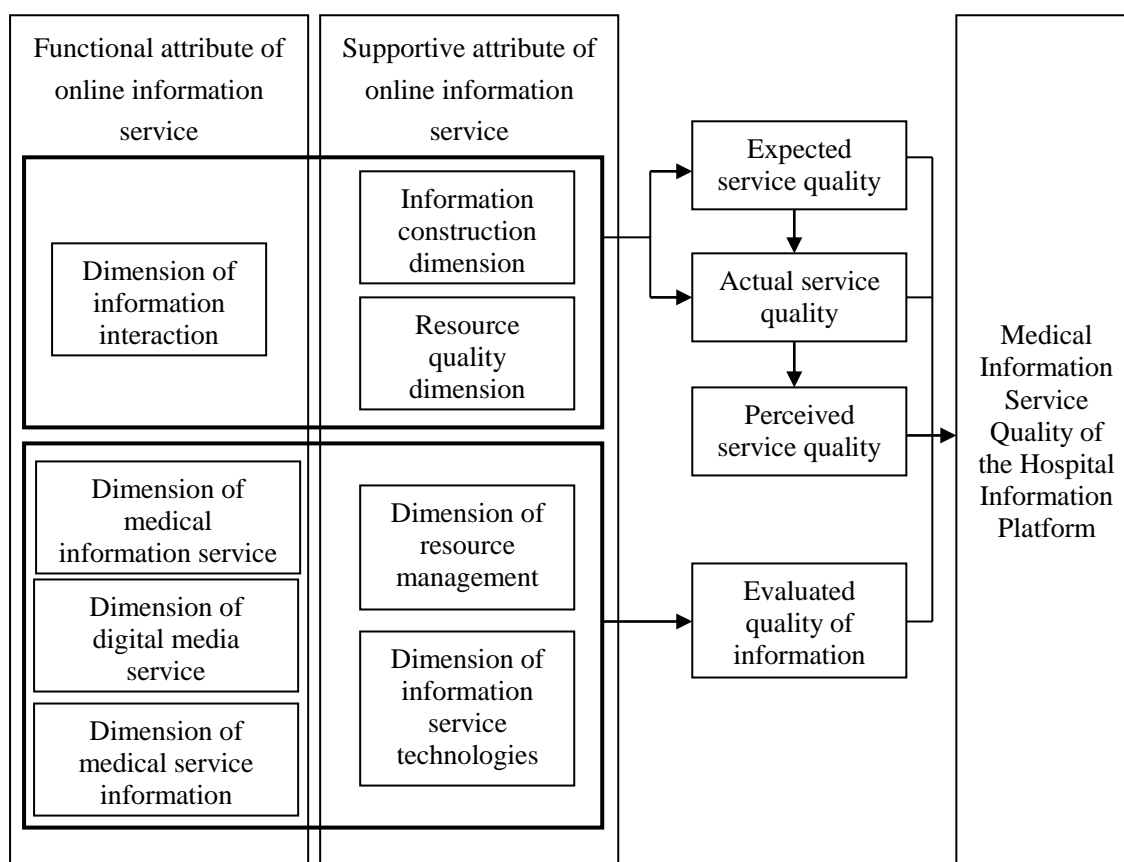 Functional attribute of
online information
service
Supportive attribute of
online information
service
Dimension of
information
interaction
Information
construction
dimension
Resource
quality
dimension
Dimension of
medical
information service
Dimension of
digital media
service
Dimension of
medical service
information
Dimension of
resource
management
Dimension of
information
service
technologies
Expected
service quality
Actual service
quality
Perceived
service quality
Evaluated
quality of
information
Medical
Information
Service
Quality of
the Hospital
Information
Platform